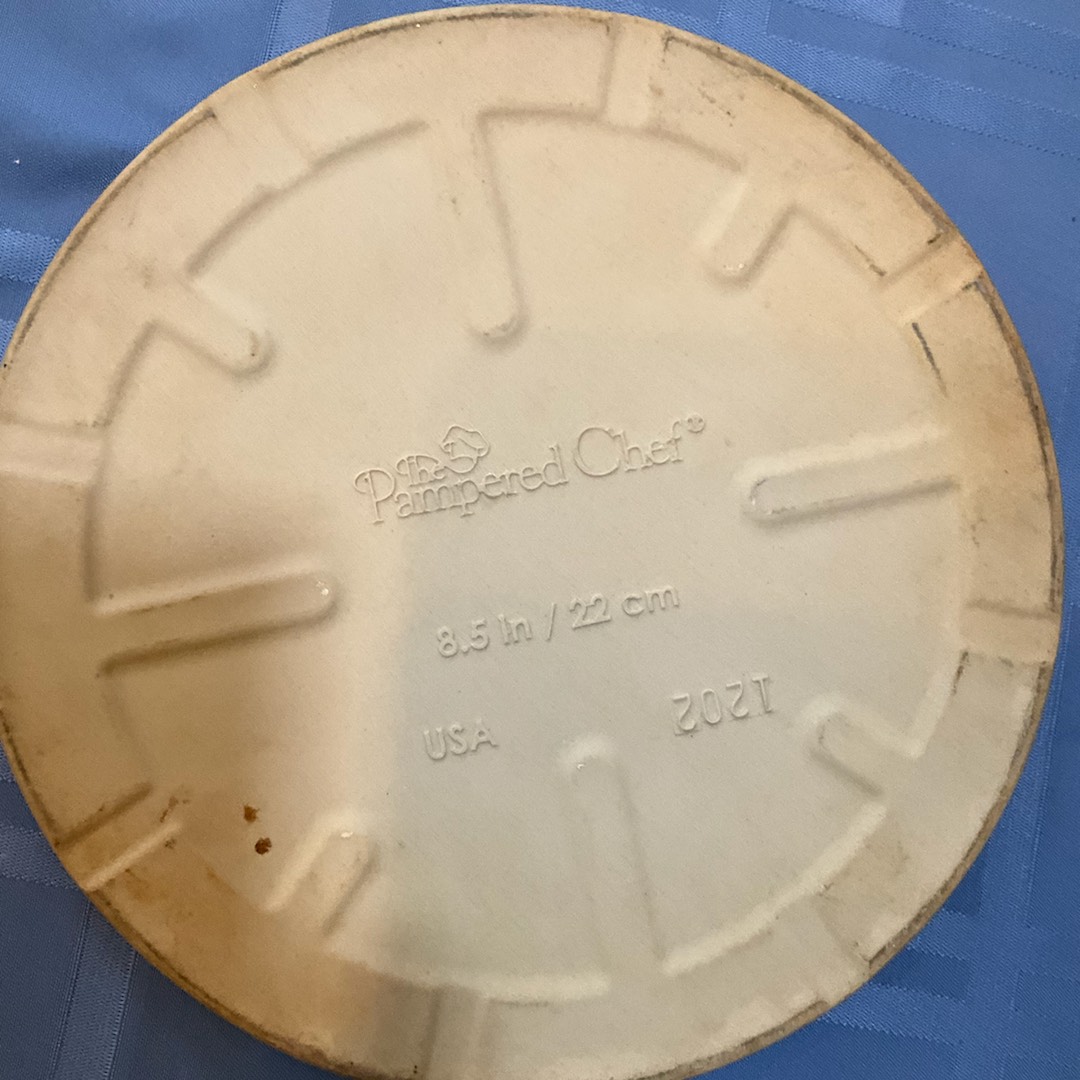 The
Pampered Chef®
8.5 in / 22 cm
USA
1202